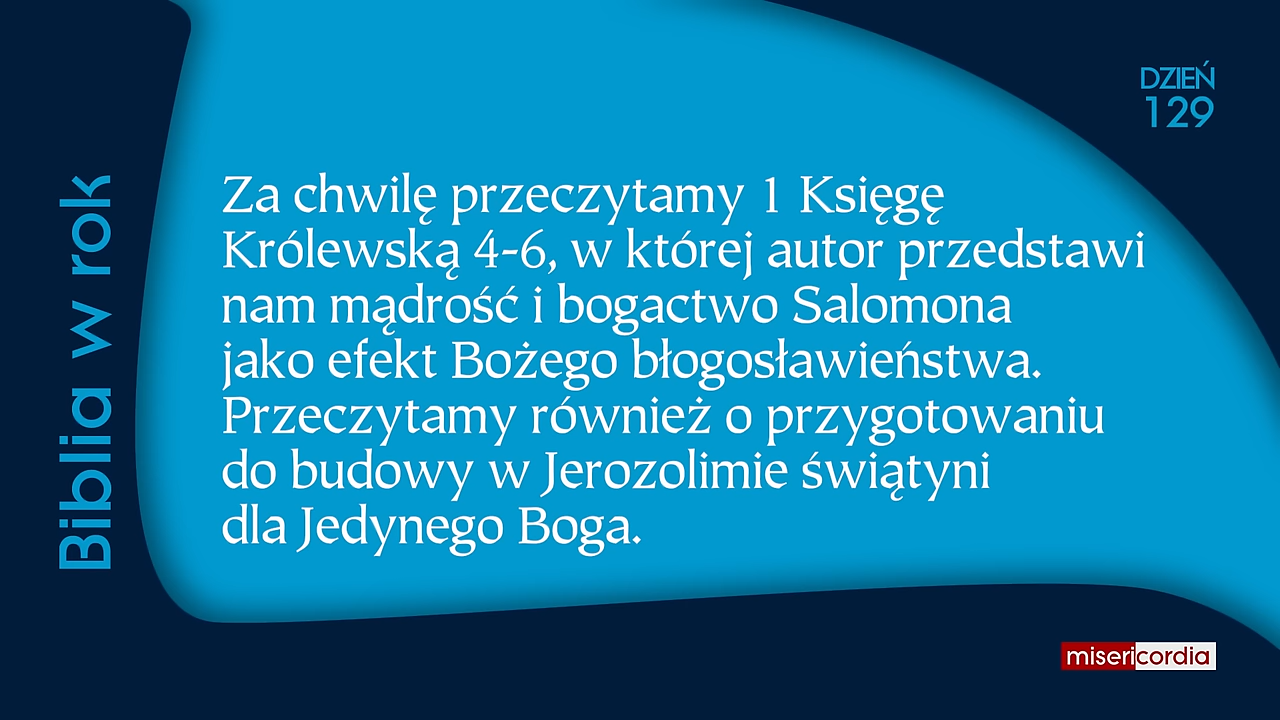 Biblia w rok
DZIEŃ
129
Za chwilę przeczytamy 1 Księgę
Królewską 4-6, w której autor przedstawi
nam mądrość i bogactwo Salomona
jako efekt Bożego błogosławieństwa.
Przeczytamy również o przygotowaniu
do budowy w Jerozolimie świątyni
dla Jedynego Boga.
misericordia